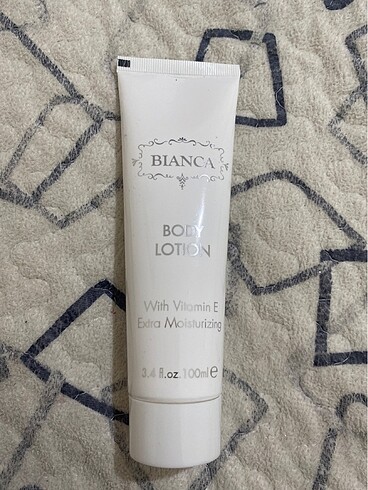 BIANCA
BODY
LOTION
With Vitamin E
Extra Moisturizing
3.4 fl.oz.100ml ℮